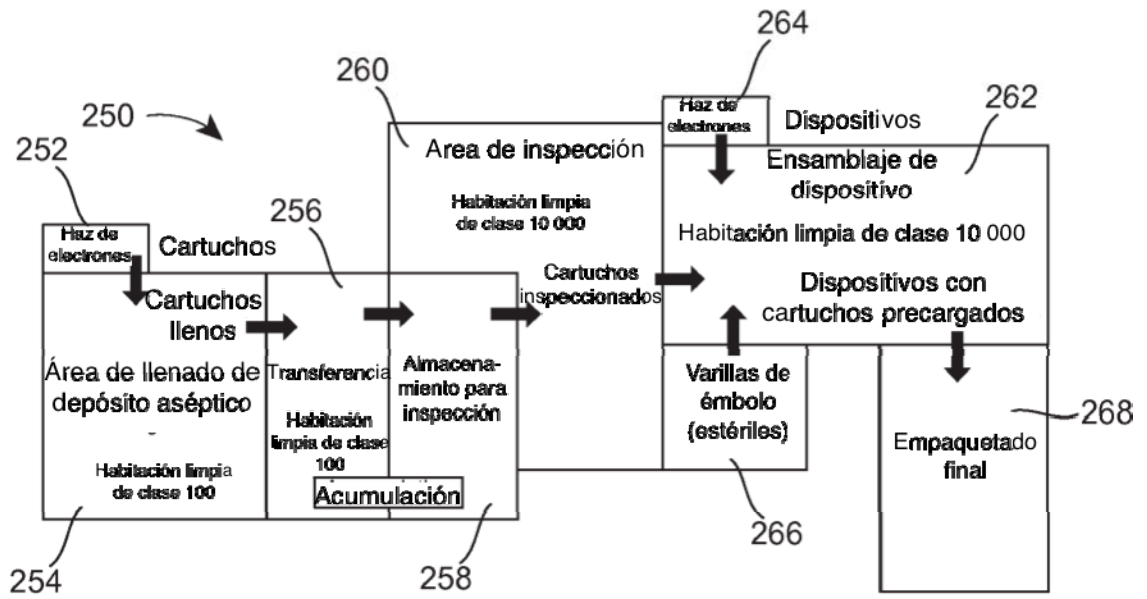 264
260
262
250
Haz de
electrones
Dispositivos
252
Area de inspección
Ensamblaje de
dispositivo
256
Habitación limpia
de clase 10 000
Habitación limpia de clase 10 000
Haz de
electrones
Cartuchos
Cartuchos
inspeccionados
Dispositivos con
cartuchos precargados
Cartuchos
llenos
Área de llenado de
depósito aséptico
Transferencia
Almacena-
miento para
inspección
Varillas de
émbolo
(estériles)
268
Habitación
limpia de clase
100
Empaquetado
final
Habitación limpia
de clase 100
Acumulación
266
254
258